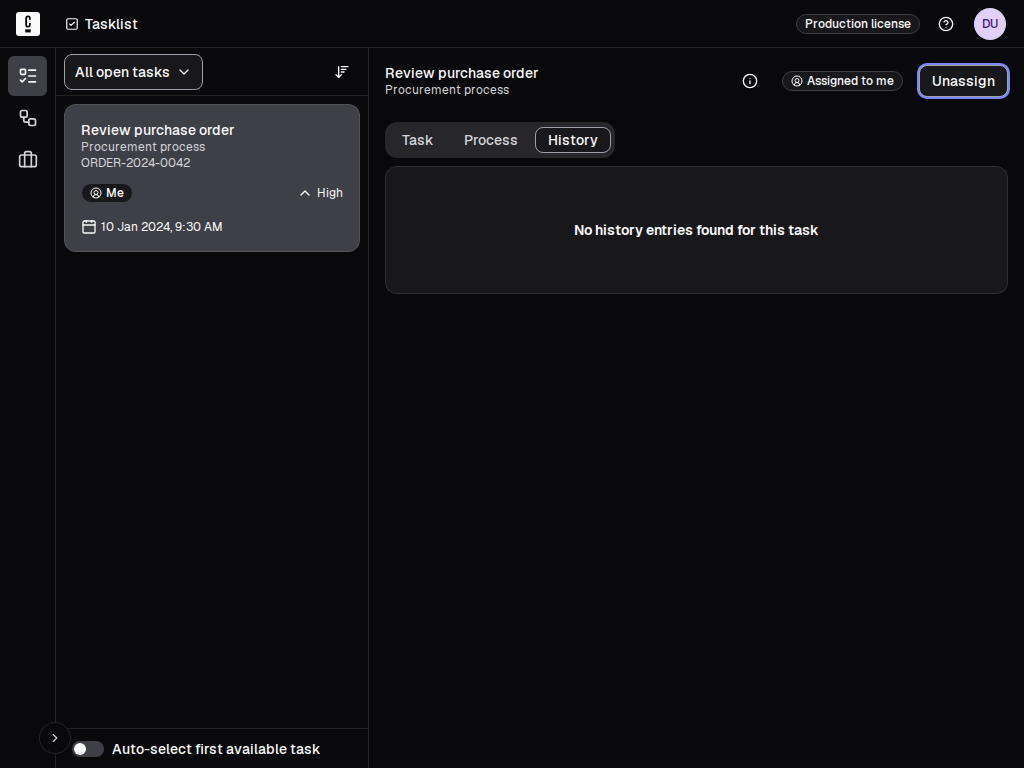 Tasklist
Production license
DU
All open tasks
Review purchase order
Procurement process
ORDER-2024-0042
Me
High
10 Jan 2024, 9:30 AM
Auto-select first available task
Review purchase order
Procurement process
Assigned to me
Unassign
Task
Process
History
No history entries found for this task